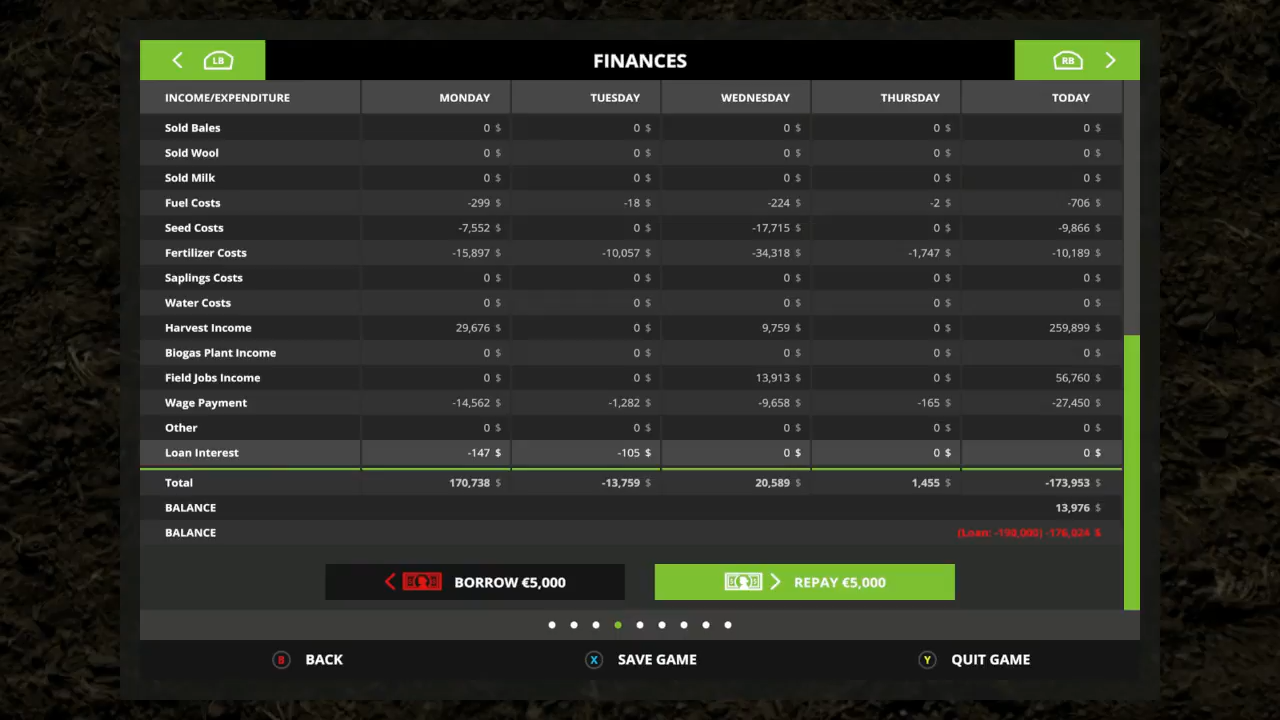 LB FINANCES RB
INCOME/EXPENDITURE MONDAY TUESDAY WEDNESDAY THURSDAY TODAY
Sold Bales 0 $ 0 $ 0 $ 0 $ 0 $
Sold Wool 0 $ 0 $ 0 $ 0 $ 0 $
Sold Milk 0 $ 0 $ 0 $ 0 $ 0 $
Fuel Costs -299 $ -18 $ -224 $ -2 $ -706 $
Seed Costs -7,552 $ 0 $ -17,715 $ 0 $ -9,866 $
Fertilizer Costs -15,897 $ -10,057 $ -34,318 $ -1,747 $ -10,189 $
Saplings Costs 0 $ 0 $ 0 $ 0 $ 0 $
Water Costs 0 $ 0 $ 0 $ 0 $ 0 $
Harvest Income 29,676 $ 0 $ 9,759 $ 0 $ 259,899 $
Biogas Plant Income 0 $ 0 $ 0 $ 0 $ 0 $
Field Jobs Income 0 $ 0 $ 13,913 $ 0 $ 56,760 $
Wage Payment -14,562 $ -1,282 $ -9,658 $ -165 $ -27,450 $
Other 0 $ 0 $ 0 $ 0 $ 0 $
Loan Interest -147 $ -105 $ 0 $ 0 $ 0 $
Total 170,738 $ -13,759 $ 20,589 $ 1,455 $ -173,953 $
BALANCE 13,976 $
BALANCE (Loan: -190,000) -176,024 $
BORROW €5,000 REPAY €5,000
B BACK X SAVE GAME Y QUIT GAME